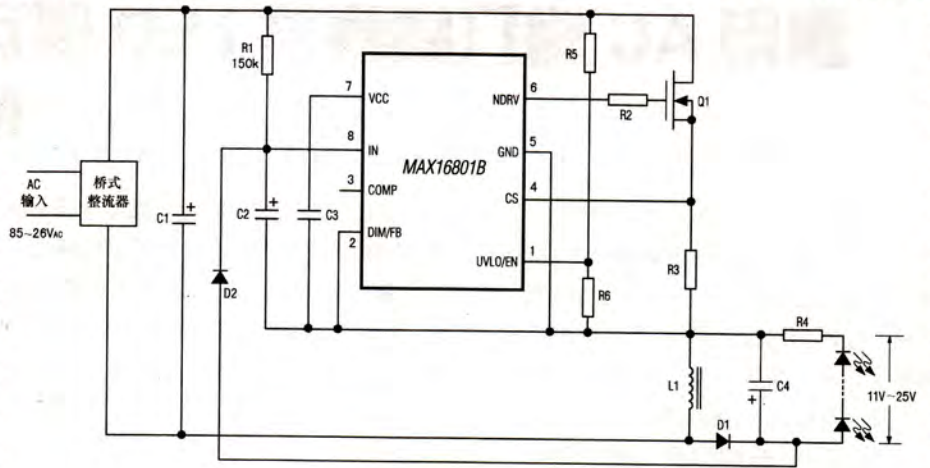 R1
150k
R5
7
VCC
6
NDRV
R2
Q1
8
IN
MAX16801B
5
GND
桥式
整流器
AC
输入
85~26VAC
C1
+
C2
+
C3
3
COMP
4
CS
DIM/FB
2
1
UVLO/EN
R3
D2
R6
R4
L1
C4
+
11V~25V
D1